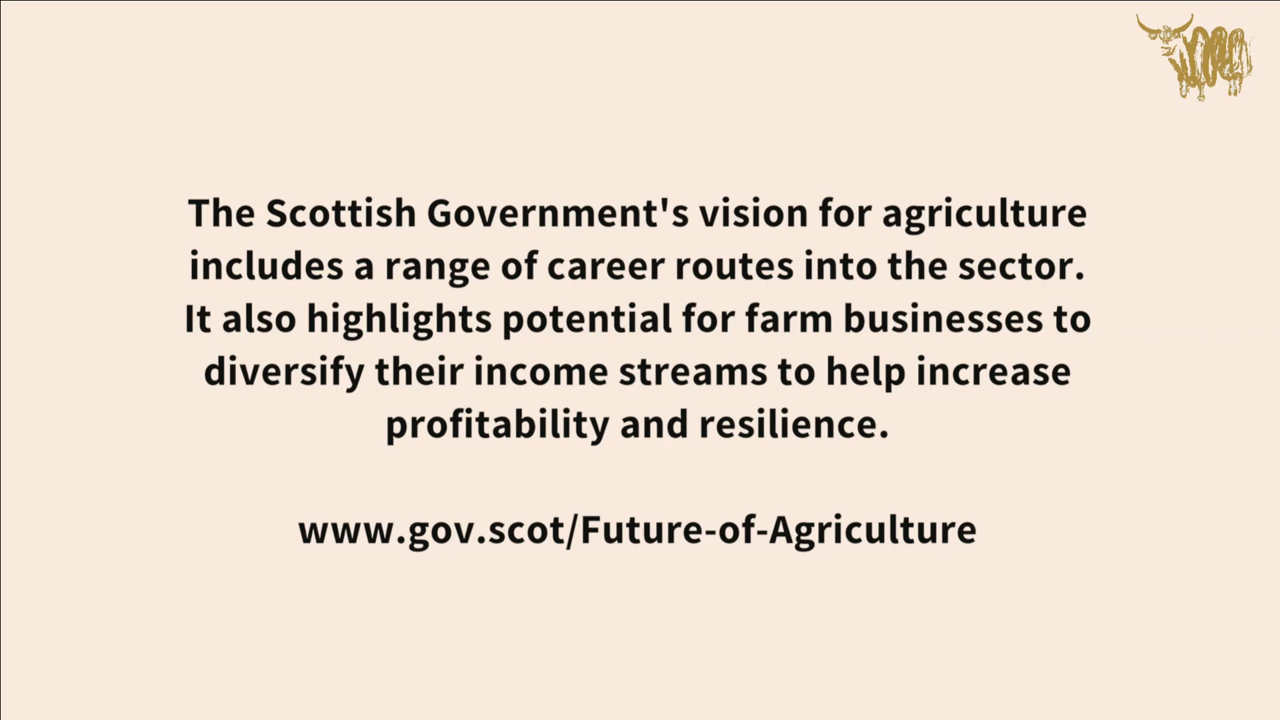 The Scottish Government's vision for agriculture
includes a range of career routes into the sector.
It also highlights potential for farm businesses to
diversify their income streams to help increase
profitability and resilience.
www.gov.scot/Future-of-Agriculture